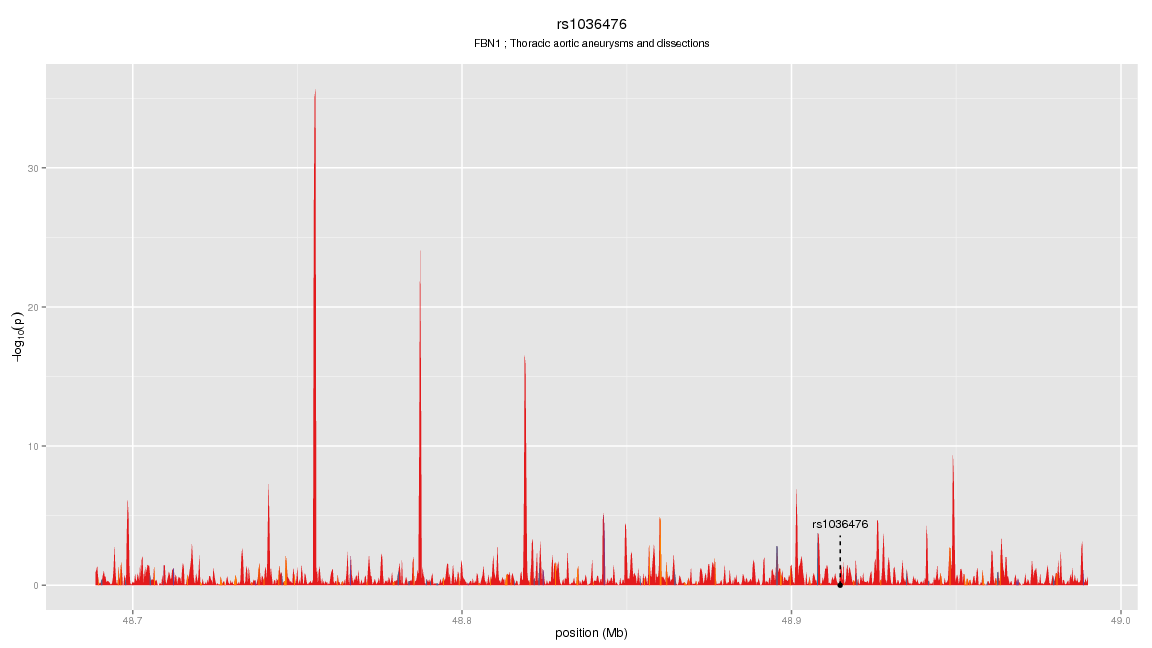 rs1036476
FBN1 ; Thoracic aortic aneurysms and dissections
30
20
10
0
−log10(p)
rs1036476
48.7
48.8
48.9
49.0
position (Mb)